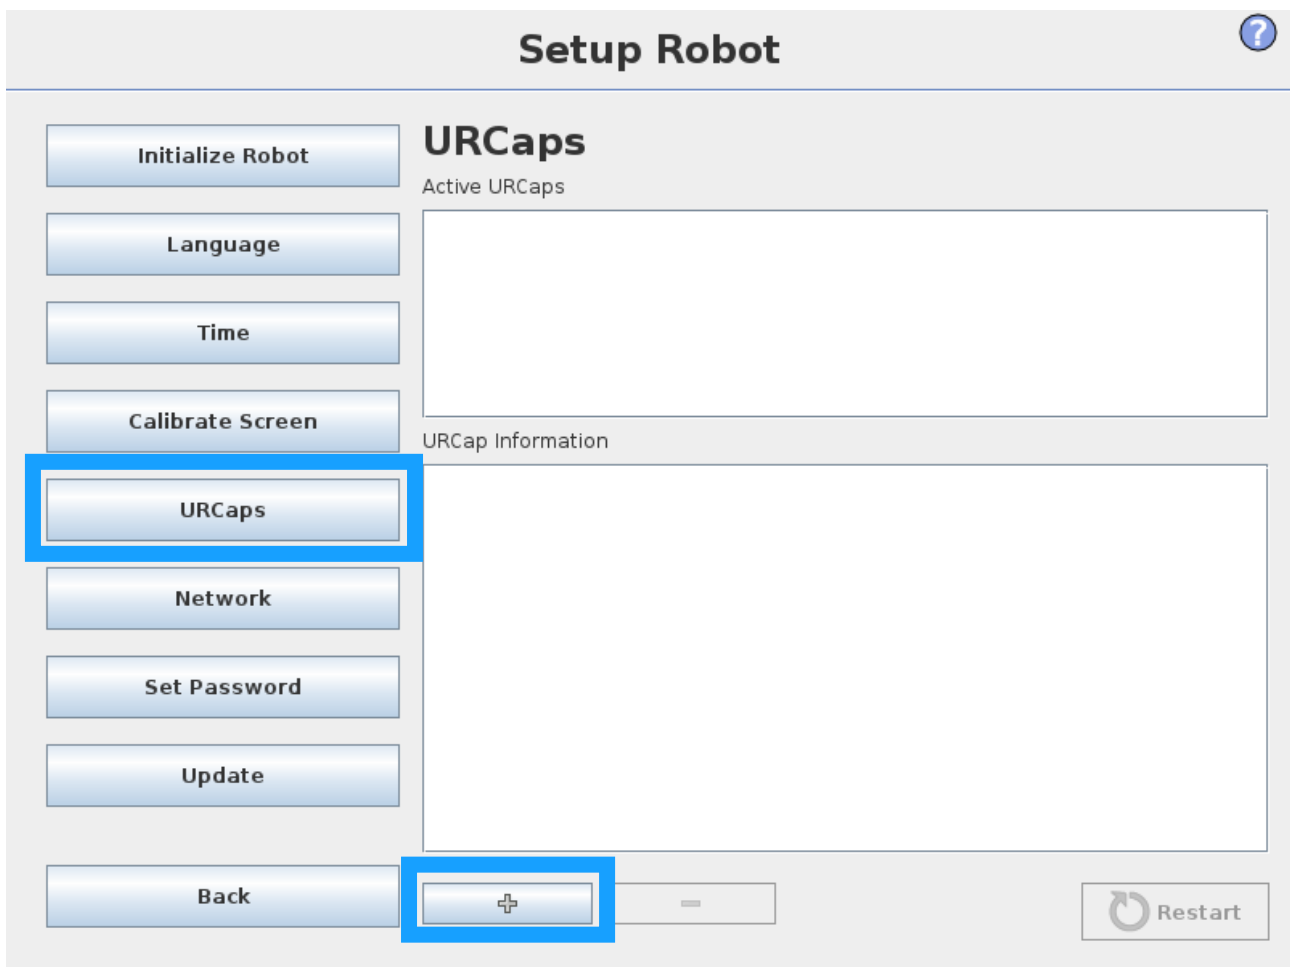 Setup Robot
?
Initialize Robot
Language
Time
Calibrate Screen
URCaps
Network
Set Password
Update
Back
URCaps
Active URCaps
URCap Information
+
-
Restart